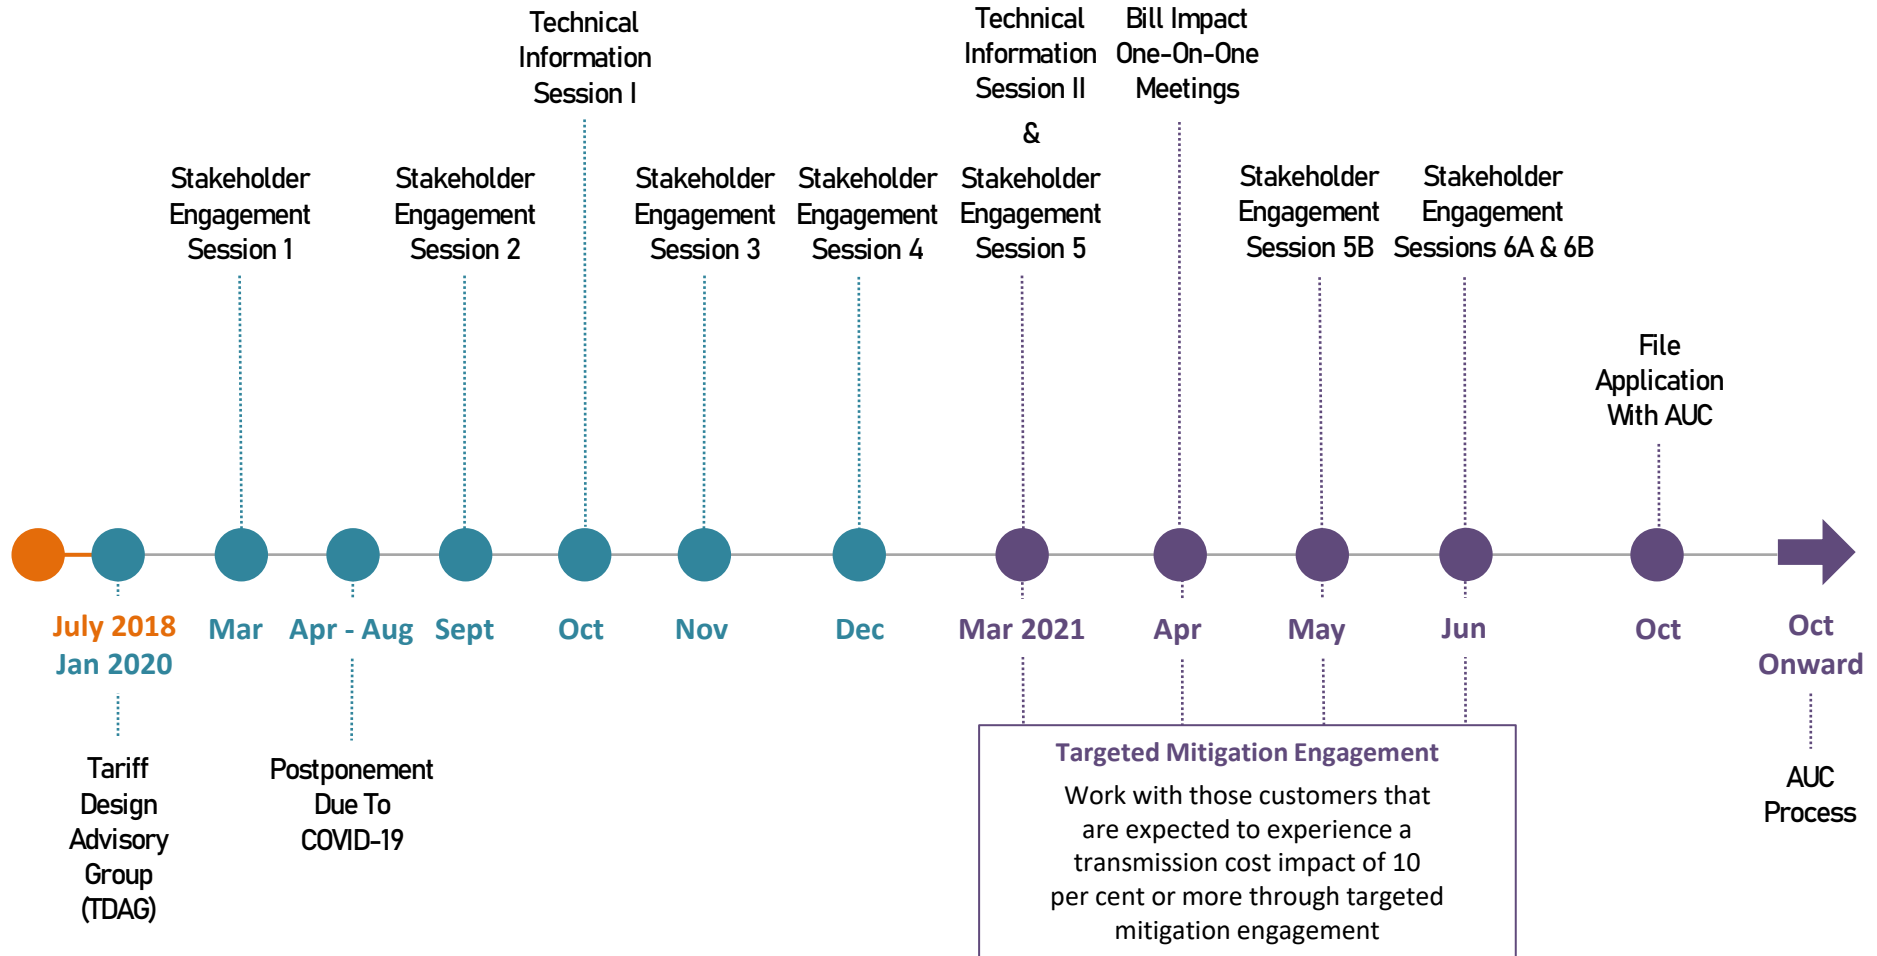 Technical
Information
Session I
Technical
Information
Session II
&
Bill Impact
One-On-One
Meetings
Stakeholder
Engagement
Session 1
Stakeholder
Engagement
Session 2
Stakeholder
Engagement
Session 3
Stakeholder
Engagement
Session 4
Stakeholder
Engagement
Session 5
Stakeholder
Engagement
Session 5B
Stakeholder
Engagement
Sessions 6A & 6B
File
Application
With AUC
July 2018
Jan 2020
Mar
Apr - Aug
Sept
Oct
Nov
Dec
Mar 2021
Apr
May
Jun
Oct
Oct
Onward
Tariff
Design
Advisory
Group
(TDAG)
Postponement
Due To
COVID-19
Targeted Mitigation Engagement
Work with those customers that
are expected to experience a
transmission cost impact of 10
per cent or more through targeted
mitigation engagement
AUC
Process